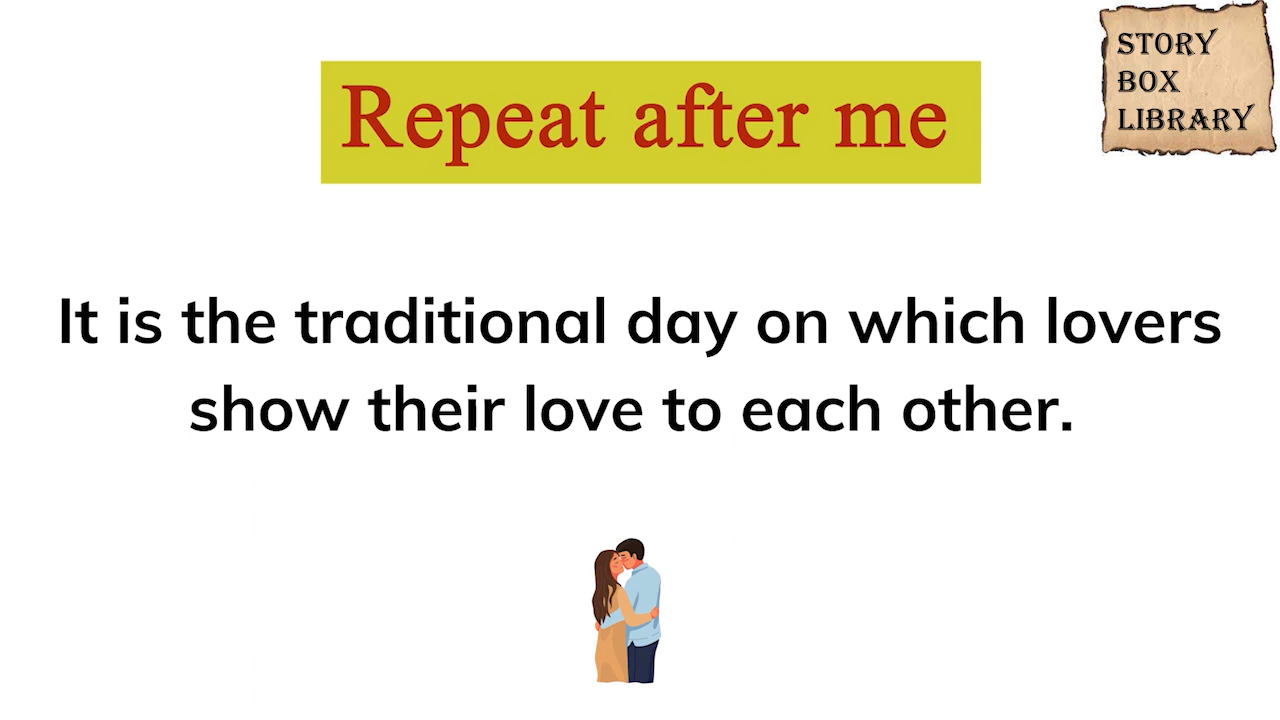 STORY
BOX
LIBRARY
Repeat after me
It is the traditional day on which lovers
show their love to each other.